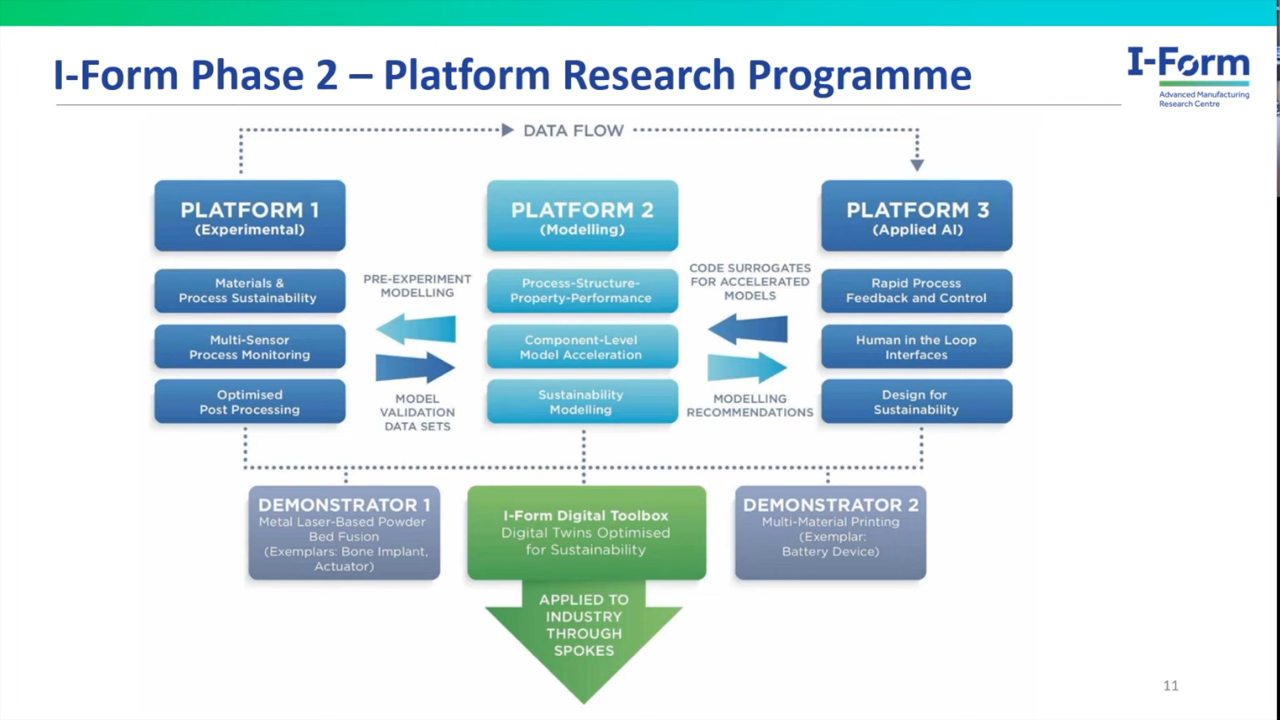 I-Form Phase 2 – Platform Research Programme
I-Form
Advanced Manufacturing
Research Centre
DATA FLOW
PLATFORM 1
(Experimental)
Materials &
Process Sustainability
Multi-Sensor
Process Monitoring
Optimised
Post Processing
PRE-EXPERIMENT
MODELLING
MODEL
VALIDATION
DATA SETS
PLATFORM 2
(Modelling)
Process-Structure-
Property-Performance
Component-Level
Model Acceleration
Sustainability
Modelling
CODE SURROGATES
FOR ACCELERATED
MODELS
MODELLING
RECOMMENDATIONS
PLATFORM 3
(Applied AI)
Rapid Process
Feedback and Control
Human in the Loop
Interfaces
Design for
Sustainability
DEMONSTRATOR 1
Metal Laser-Based Powder
Bed Fusion
(Exemplars: Bone Implant,
Actuator)
I-Form Digital Toolbox
Digital Twins Optimised
for Sustainability
DEMONSTRATOR 2
Multi-Material Printing
(Exemplar:
Battery Device)
APPLIED TO
INDUSTRY
THROUGH
SPOKES
11